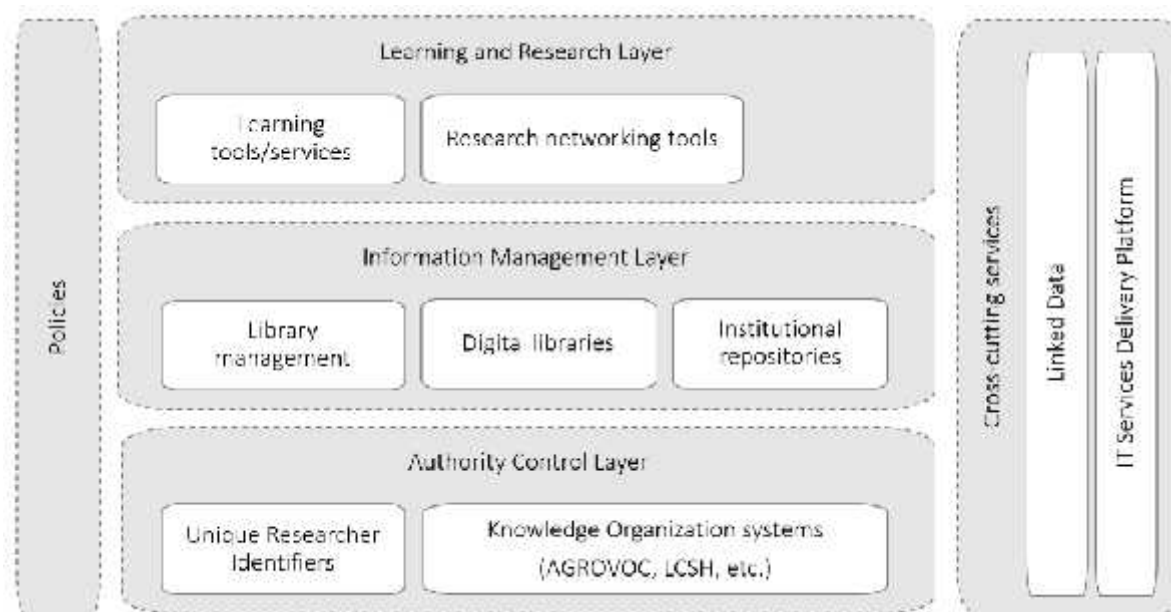 Policies
Learning and Research Layer
Learning
tools/services
Research networking tools
Information Management Layer
Library
management
Digital libraries
Institutional
repositories
Authority Control Layer
Unique Researcher
Identifiers
Knowledge Organization systems
(AGROVOC, LCSH, etc.)
Cross-cutting services
Linked Data
IT Services Delivery Platform